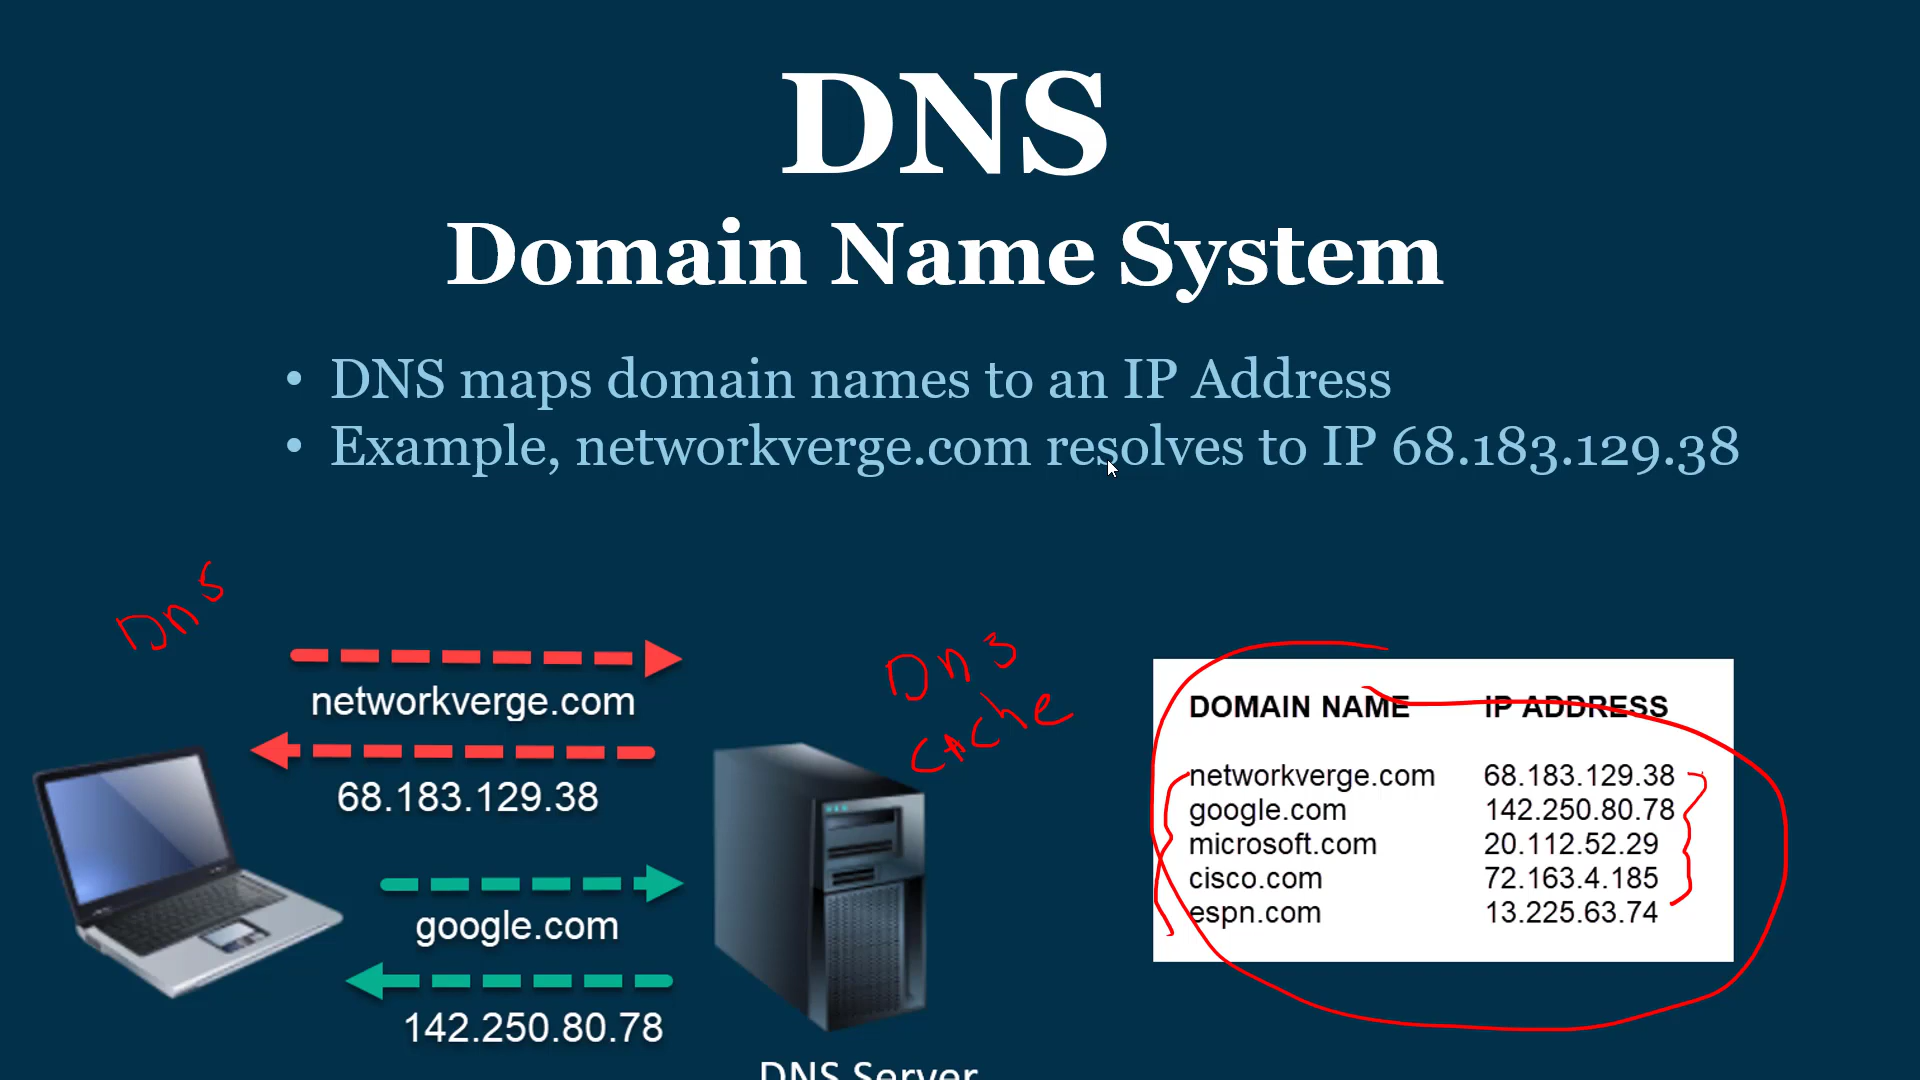 DNS
Domain Name System
• DNS maps domain names to an IP Address
• Example, networkverge.com resolves to IP 68.183.129.38
DnS
networkverge.com
68.183.129.38
google.com
142.250.80.78
DnS
cache
DNS Server
DOMAIN NAME IP ADDRESS
networkverge.com 68.183.129.38
google.com 142.250.80.78
microsoft.com 20.112.52.29
cisco.com 72.163.4.185
espn.com 13.225.63.74